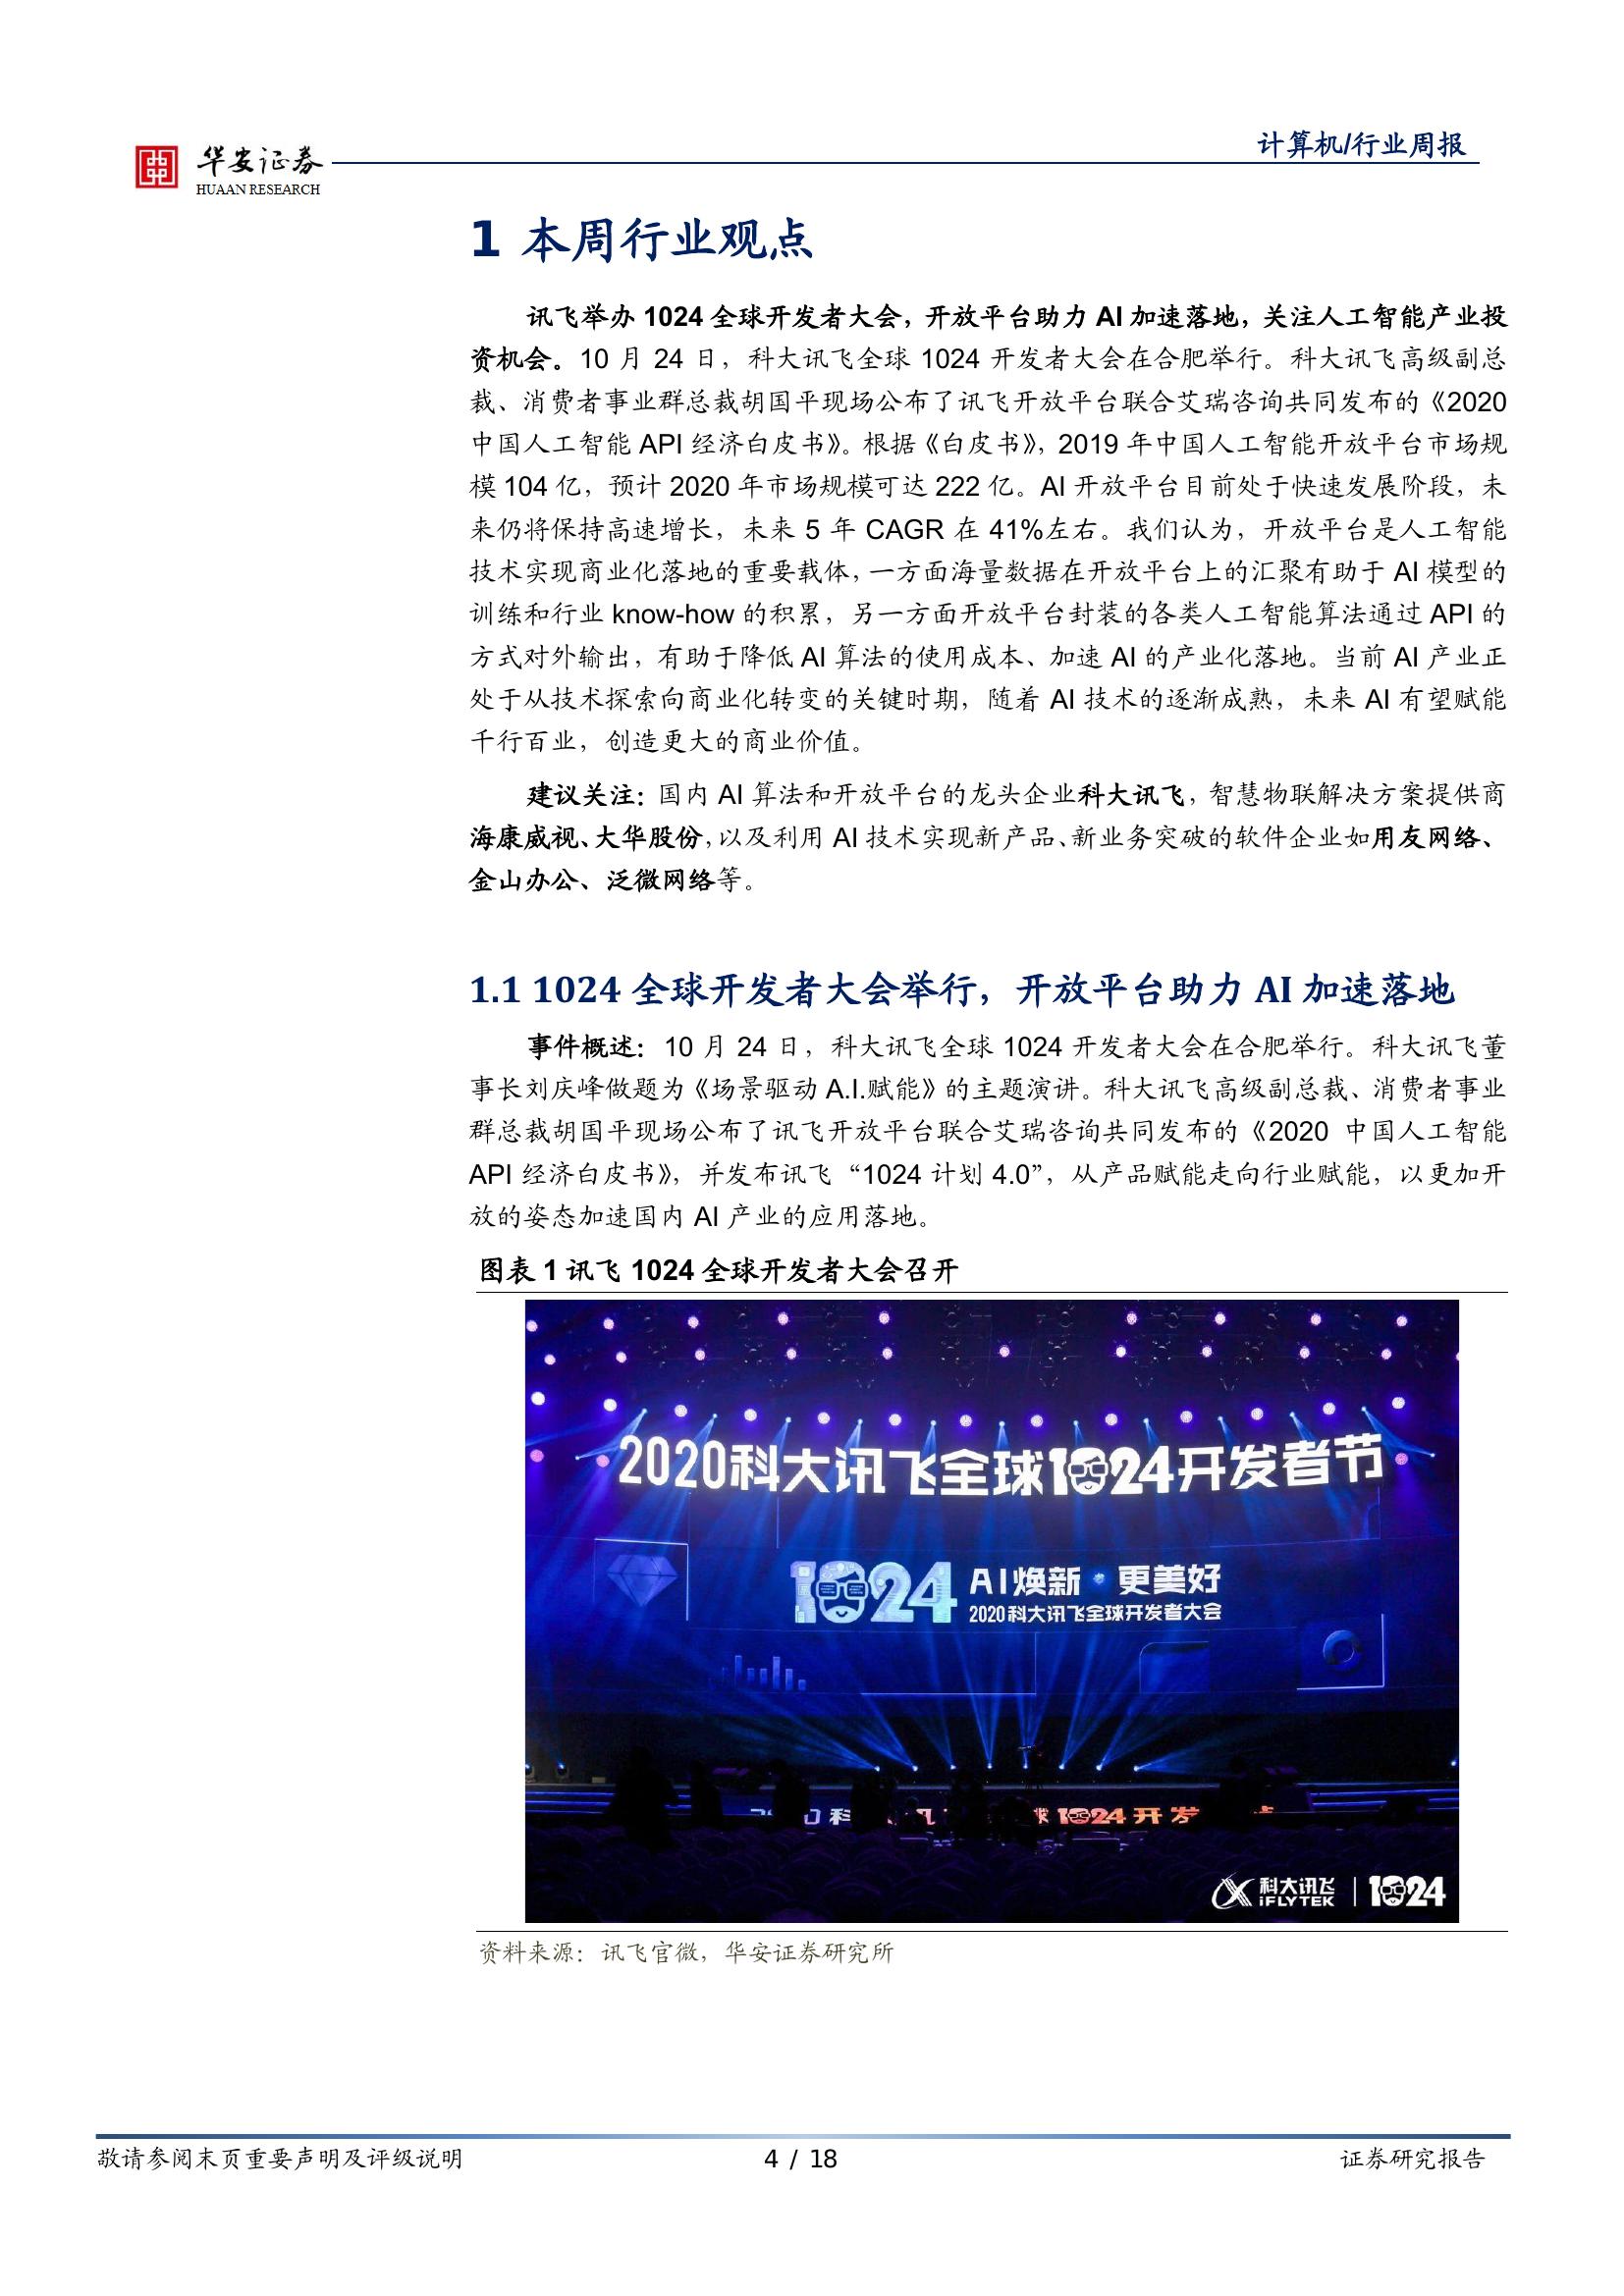 华安证券
HUAAN RESEARCH
计算机/行业周报
1 本周行业观点
讯飞举办 1024 全球开发者大会，开放平台助力 AI 加速落地，关注人工智能产业投
资机会。10 月 24 日，科大讯飞全球 1024 开发者大会在合肥举行。科大讯飞高级副总
裁、消费者事业群总裁胡国平现场公布了讯飞开放平台联合艾瑞咨询共同发布的《2020
中国人工智能 API 经济白皮书》。根据《白皮书》，2019 年中国人工智能开放平台市场规
模 104 亿，预计 2020 年市场规模可达 222 亿。AI 开放平台目前处于快速发展阶段，未
来仍将保持高速增长，未来 5 年 CAGR 在 41%左右。我们认为，开放平台是人工智能
技术实现商业化落地的重要载体，一方面海量数据在开放平台上的汇聚有助于 AI 模型的
训练和行业 know-how 的积累，另一方面开放平台封装的各类人工智能算法通过 API 的
方式对外输出，有助于降低 AI 算法的使用成本、加速 AI 的产业化落地。当前 AI 产业正
处于从技术探索向商业化转变的关键时期，随着 AI 技术的逐渐成熟，未来 AI 有望赋能
千行百业，创造更大的商业价值。
建议关注：国内 AI 算法和开放平台的龙头企业科大讯飞，智慧物联解决方案提供商
海康威视、大华股份，以及利用 AI 技术实现新产品、新业务突破的软件企业如用友网络、
金山办公、泛微网络等。
1.1 1024 全球开发者大会举行，开放平台助力 AI 加速落地
事件概述：10 月 24 日，科大讯飞全球 1024 开发者大会在合肥举行。科大讯飞董
事长刘庆峰做题为《场景驱动 A.I.赋能》的主题演讲。科大讯飞高级副总裁、消费者事业
群总裁胡国平现场公布了讯飞开放平台联合艾瑞咨询共同发布的《2020 中国人工智能
API 经济白皮书》，并发布讯飞“1024 计划 4.0”，从产品赋能走向行业赋能，以更加开
放的姿态加速国内 AI 产业的应用落地。
图表 1 讯飞 1024 全球开发者大会召开
2020科大讯飞全球1024开发者节
1024 AI焕新·更美好
2020科大讯飞全球开发者大会
科 球1024开发
科大讯飞 1024
iFLYTEK
资料来源：讯飞官微，华安证券研究所
敬请参阅末页重要声明及评级说明
4 / 18
证券研究报告